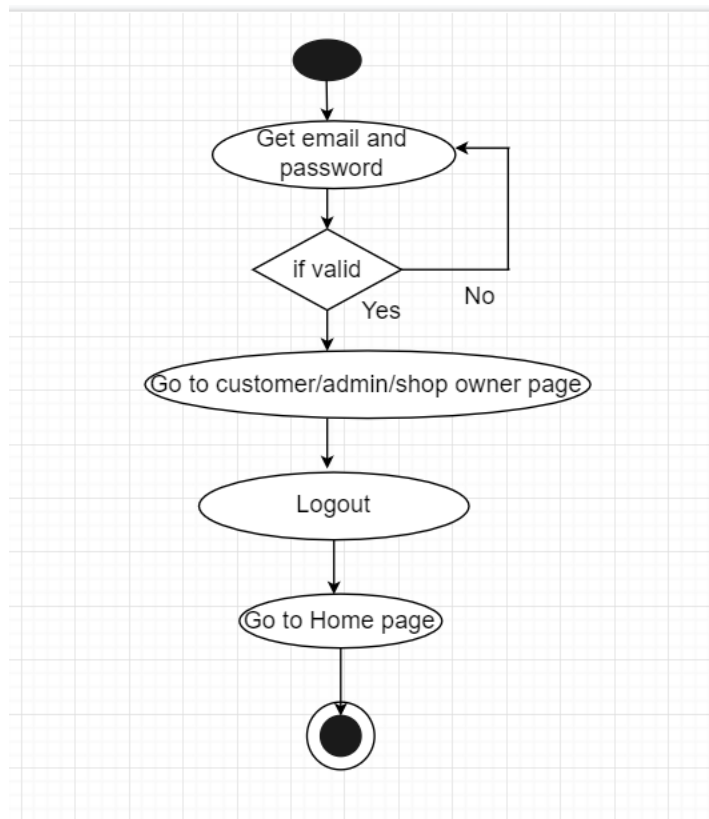 Get email and
password
if valid
Yes
No
Go to customer/admin/shop owner page
Logout
Go to Home page